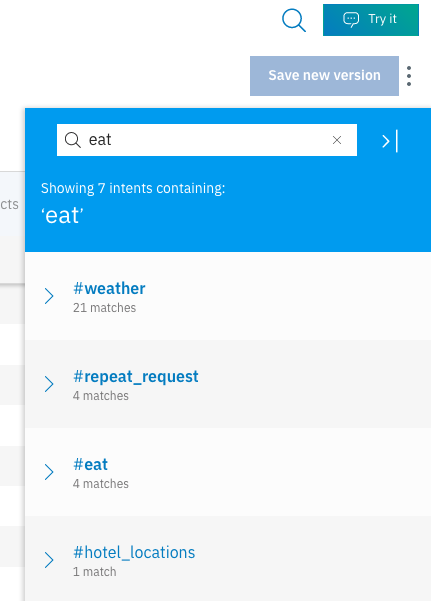 Try it
Save new version
eat
cts
Showing 7 intents containing:
‘eat’
#weather
21 matches
#repeat_request
4 matches
#eat
4 matches
#hotel_locations
1 match